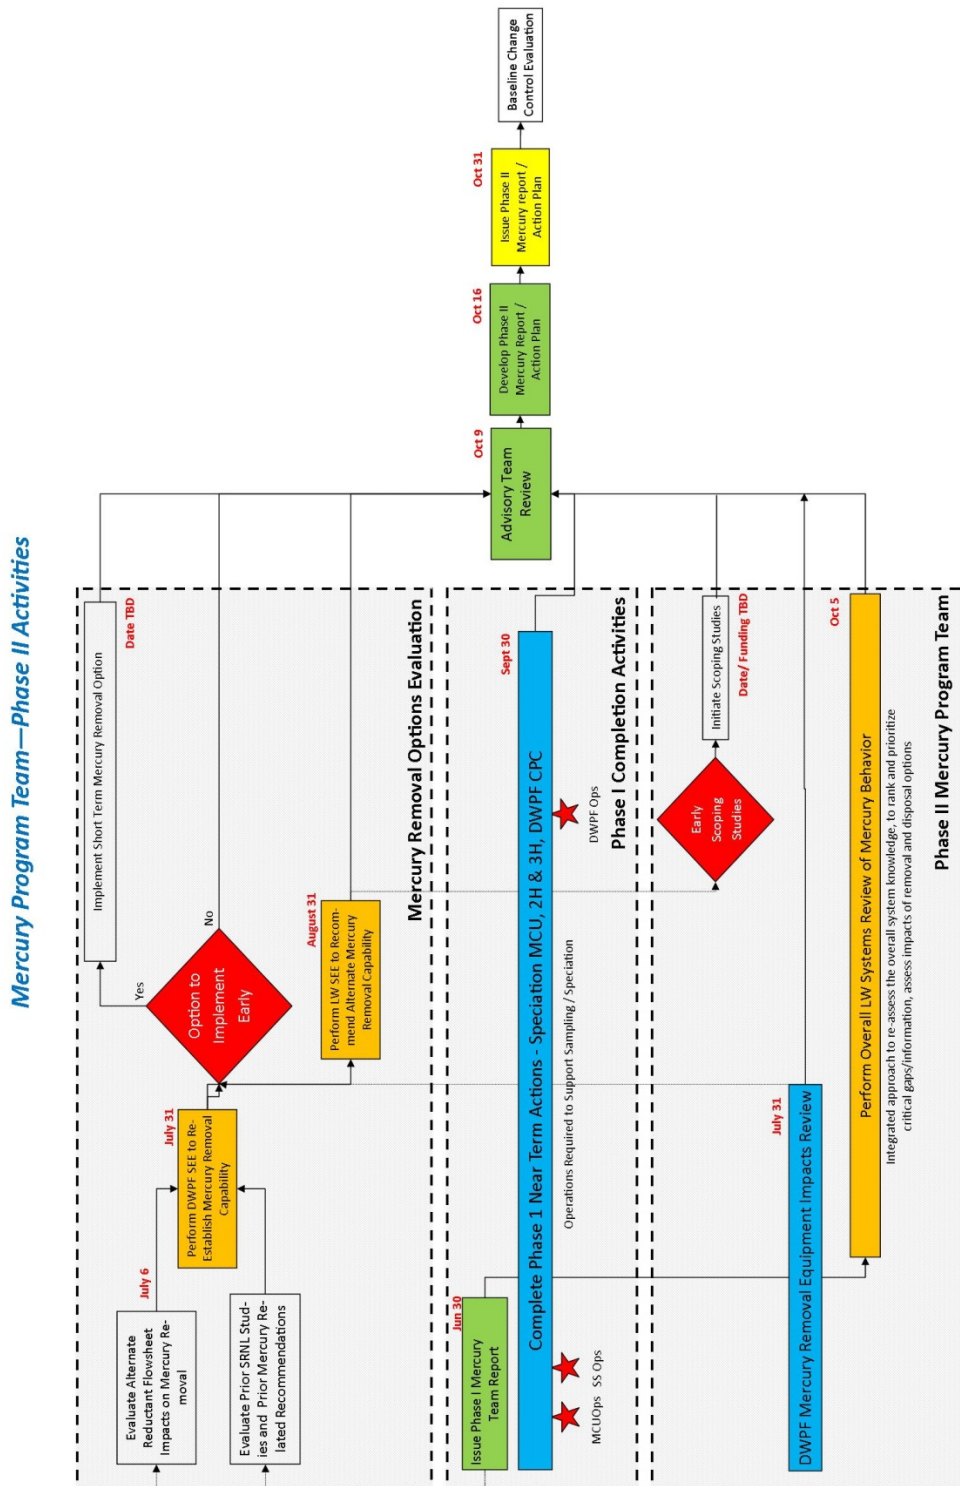 Mercury Program Team—Phase II Activities
Evaluate Alternate
Reductant Flowsheet
Impacts on Mercury Re-
moval
July 6
Evaluate Prior SRNL Stud-
ies and Prior Mercury Re-
lated Recommendations
July 31
Perform DWPF SEE to Re-
Establish Mercury Removal
Capability
Option to
Implement
Early
Yes
No
Implement Short Term Mercury Removal Option
Date TBD
August 31
Perform LW SEE to Recom-
mend Alternate Mercury
Removal Capability
Mercury Removal Options Evaluation
Jun 30
Issue Phase I Mercury
Team Report
Sept 30
Complete Phase 1 Near Term Actions - Speciation MCU, 2H & 3H, DWPF CPC
MCUOps
SS Ops
Operations Required to Support Sampling / Speciation
DWPF Ops
Phase I Completion Activities
Early
Scoping
Studies
Initiate Scoping Studies
Date/ Funding TBD
July 31
DWPF Mercury Removal Equipment Impacts Review
Oct 5
Perform Overall LW Systems Review of Mercury Behavior
Integrated approach to re-assess the overall system knowledge, to rank and prioritize
critical gaps/information, assess impacts of removal and disposal options
Phase II Mercury Program Team
Oct 9
Advisory Team
Review
Oct 16
Develop Phase II
Mercury Report /
Action Plan
Oct 31
Issue Phase II
Mercury report /
Action Plan
Baseline Change
Control Evaluation